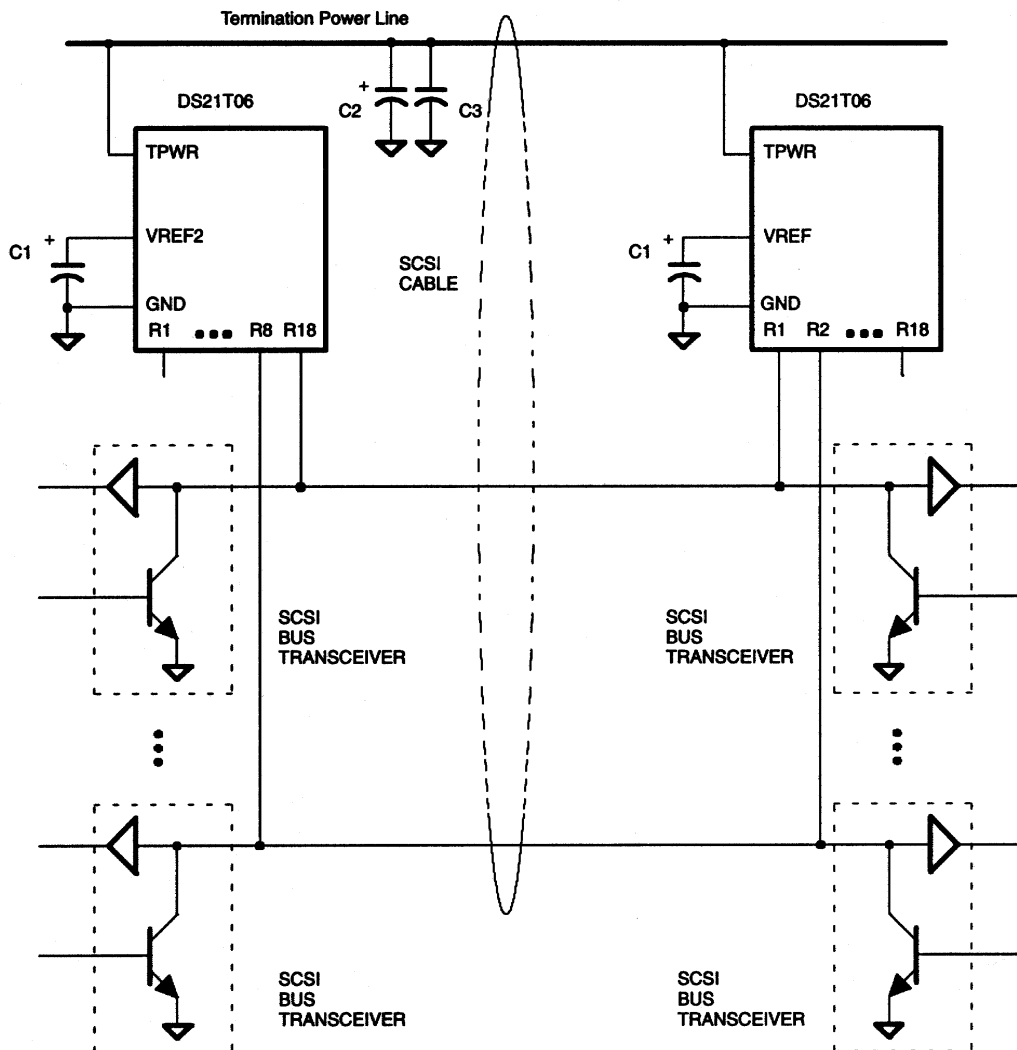 Termination Power Line
DS21T06
+
C2
C3
DS21T06
TPWR
TPWR
+
C1
VREF2
SCSI
CABLE
+
C1
VREF
GND
R1 ••• R8 R18
GND
R1 R2 ••• R18
SCSI
BUS
TRANSCEIVER
SCSI
BUS
TRANSCEIVER
SCSI
BUS
TRANSCEIVER
SCSI
BUS
TRANSCEIVER